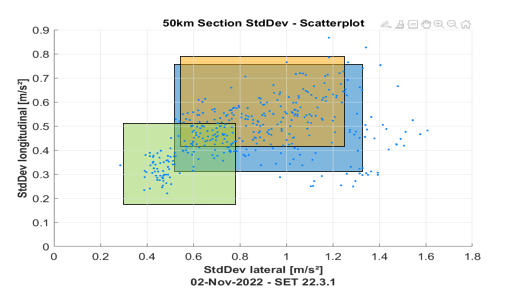 50km Section StdDev - Scatterplot
0.9
0.8
0.7
0.6
0.5
0.4
0.3
0.2
0.1
0
StdDev longitudinal [m/s²]
0 0.2 0.4 0.6 0.8 1 1.2 1.4 1.6 1.8
StdDev lateral [m/s²]
02-Nov-2022 - SET 22.3.1